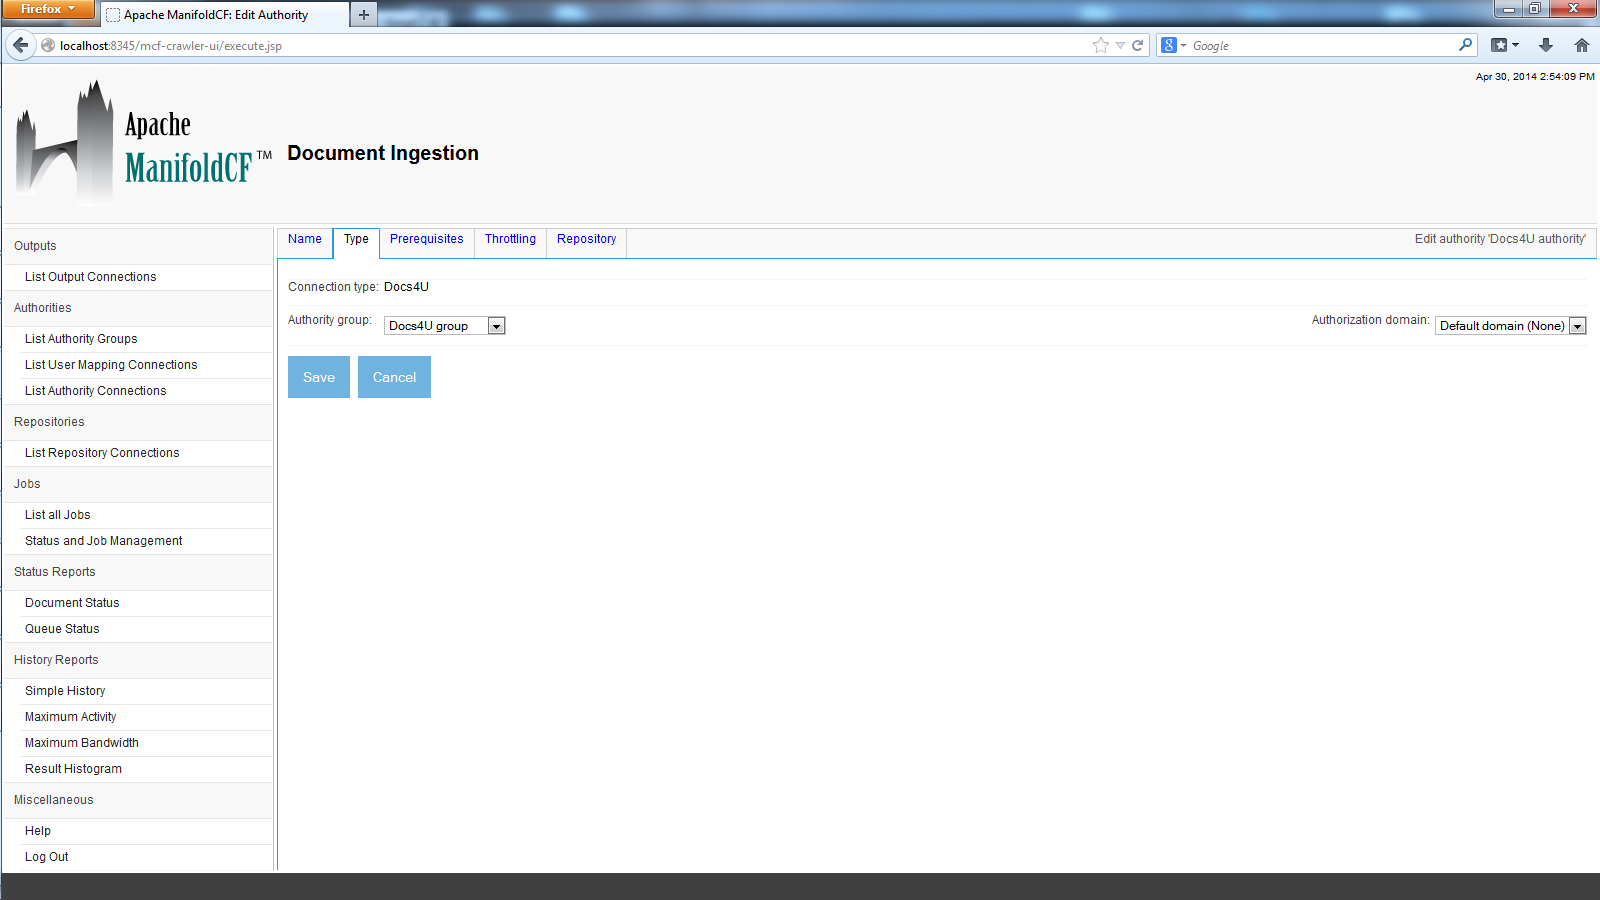 Firefox
Apache ManifoldCF: Edit Authority
localhost:8345/mcf-crawler-ui/execute.jsp
Google
Apr 30, 2014 2:54:09 PM
Apache
ManifoldCF™
Document Ingestion
Outputs
List Output Connections
Authorities
List Authority Groups
List User Mapping Connections
List Authority Connections
Repositories
List Repository Connections
Jobs
List all Jobs
Status and Job Management
Status Reports
Document Status
Queue Status
History Reports
Simple History
Maximum Activity
Maximum Bandwidth
Result Histogram
Miscellaneous
Help
Log Out
Name Type Prerequisites Throttling Repository Edit authority 'Docs4U authority'
Connection type: Docs4U
Authority group: Docs4U group Authorization domain: Default domain (None)
Save Cancel